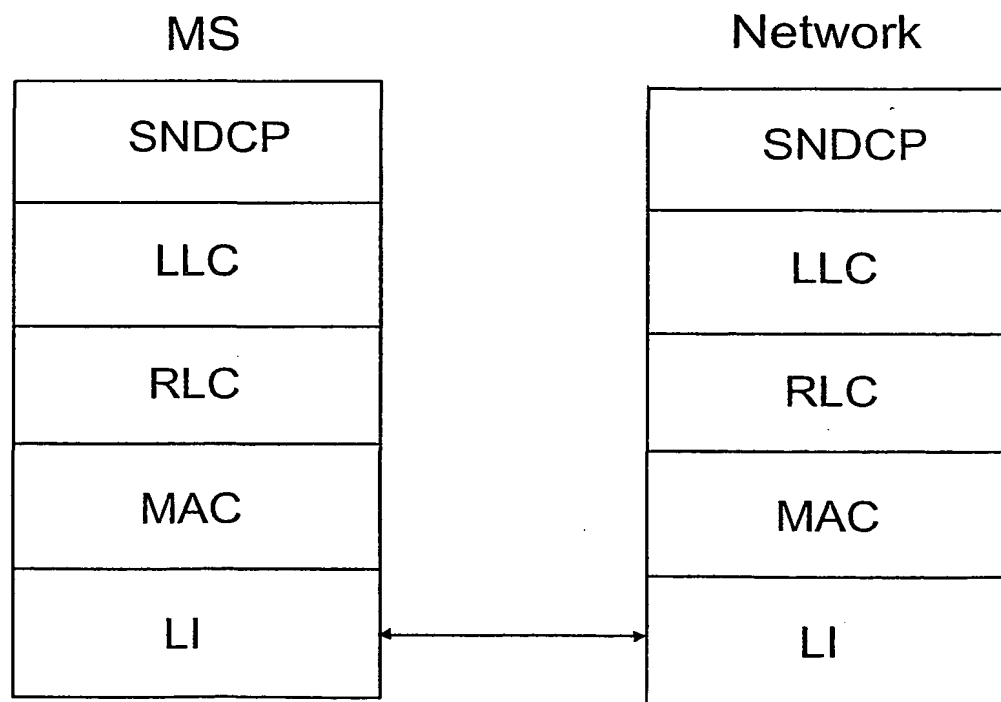 MS
SNDCP
LLC
RLC
MAC
LI
Network
SNDCP
LLC
RLC
MAC
LI